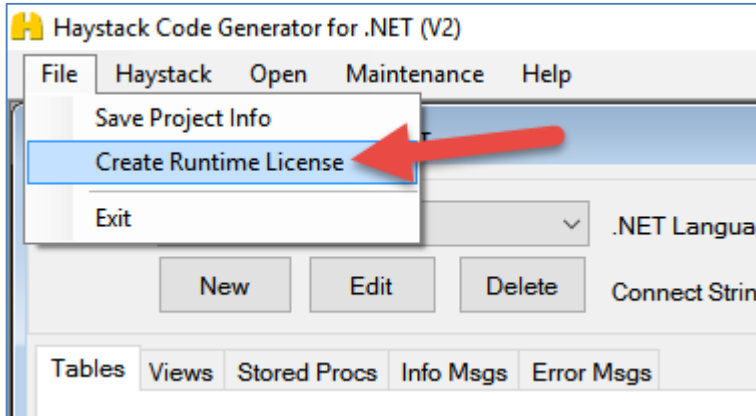 Haystack Code Generator for .NET (V2)
File Haystack Open Maintenance Help
Save Project Info
Create Runtime License
Exit
.NET Langua
New Edit Delete Connect Strin
Tables Views Stored Procs Info Msgs Error Msgs